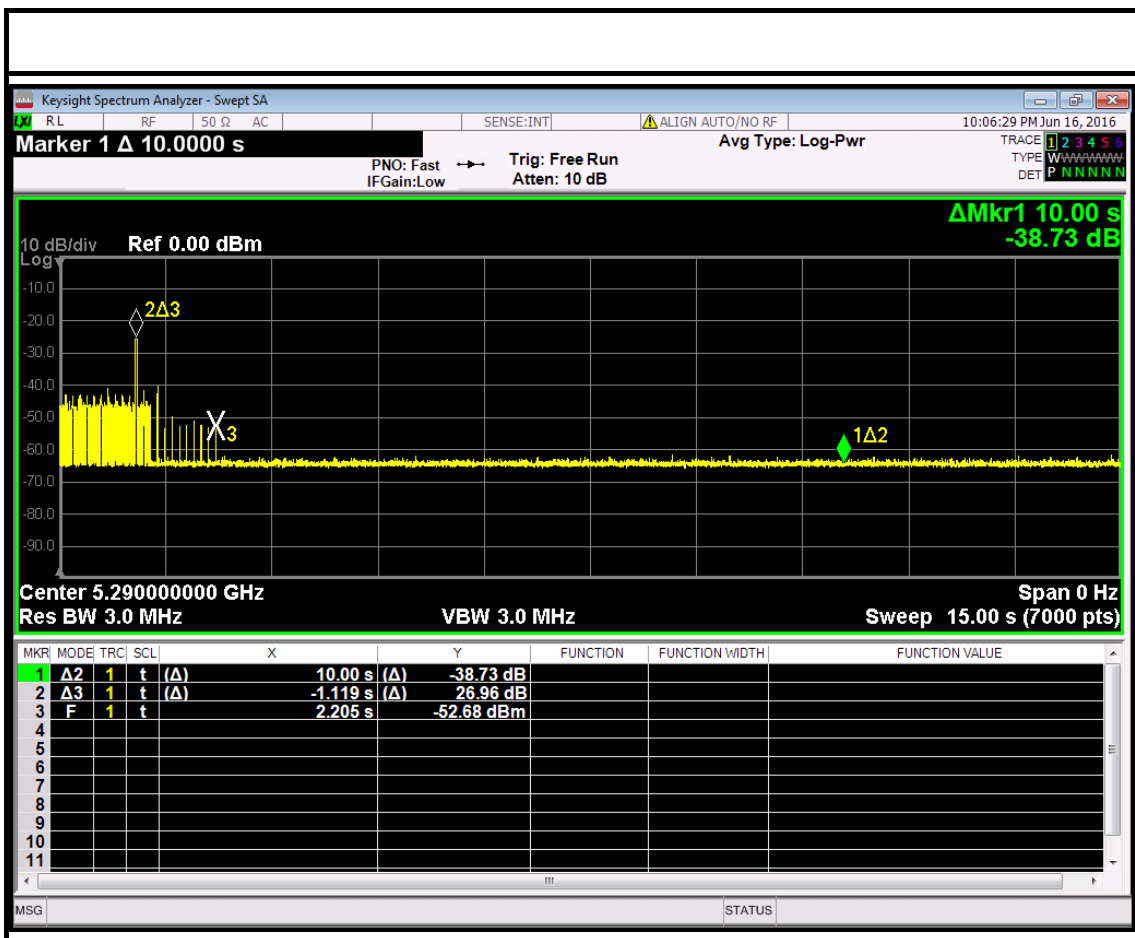 Keysight Spectrum Analyzer - Swept SA
LXI RL RF 50 Ω AC SENSE:INT ALIGN AUTO/NO RF 10:06:29 PM Jun 16, 2016
Marker 1 Δ 10.0000 s
PNO: Fast
IFGain:Low
Trig: Free Run
Atten: 10 dB
Avg Type: Log-Pwr
TRACE 1 2 3 4 5 6
TYPE WWWWWW
DET P N N N N N
ΔMkr1 10.00 s
-38.73 dB
10 dB/div Ref 0.00 dBm
Log
-10.0
2Δ3
-20.0
-30.0
-40.0
-50.0
X3
1Δ2
-60.0
-70.0
-80.0
-90.0
Center 5.290000000 GHz Span 0 Hz
Res BW 3.0 MHz VBW 3.0 MHz Sweep 15.00 s (7000 pts)
MKR MODE TRC SCL X Y FUNCTION FUNCTION WIDTH FUNCTION VALUE
1 Δ2 1 t (Δ) 10.00 s (Δ) -38.73 dB
2 Δ3 1 t (Δ) -1.119 s (Δ) 26.96 dB
3 F 1 t 2.205 s -52.68 dBm
4
5
6
7
8
9
10
11
MSG STATUS